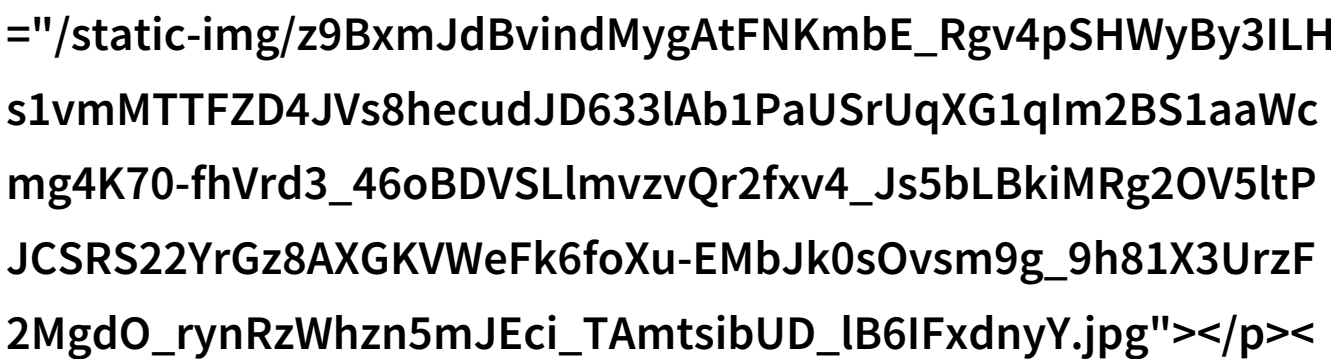 ="/static-img/z9BxmJdBvindMygAtFNKmbE_Rgv4pSHWyBy3ILH
s1vmMTTFZD4JVs8hecudJD633lAb1PaUSrUqXG1qIm2BS1aaWc
mg4K70-fhVrd3_46oBDVSLlmvzvQr2fxv4_Js5bLBkiMRg2OV5ltP
JCSRS22YrGz8AXGKVWeFk6foXu-EMbJk0sOvsm9g_9h81X3UrzF
2MgdO_rynRzWhzn5mJEci_TAmtsibUD_lB6IFxdnyY.jpg"></p><